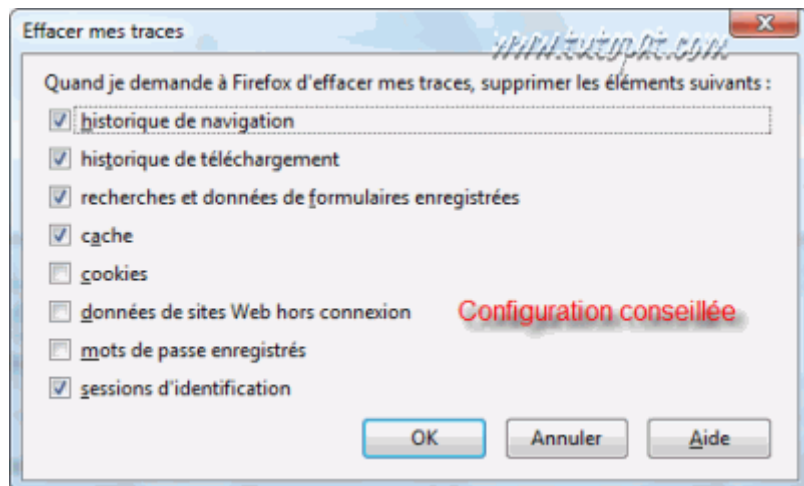 Effacer mes traces
www.tutopat.com
Quand je demande à Firefox d'effacer mes traces, supprimer les éléments suivants :
historique de navigation
historique de téléchargement
recherches et données de formulaires enregistrées
cache
cookies
données de sites Web hors connexion
Configuration conseillée
mots de passe enregistrés
sessions d'identification
OK
Annuler
Aide